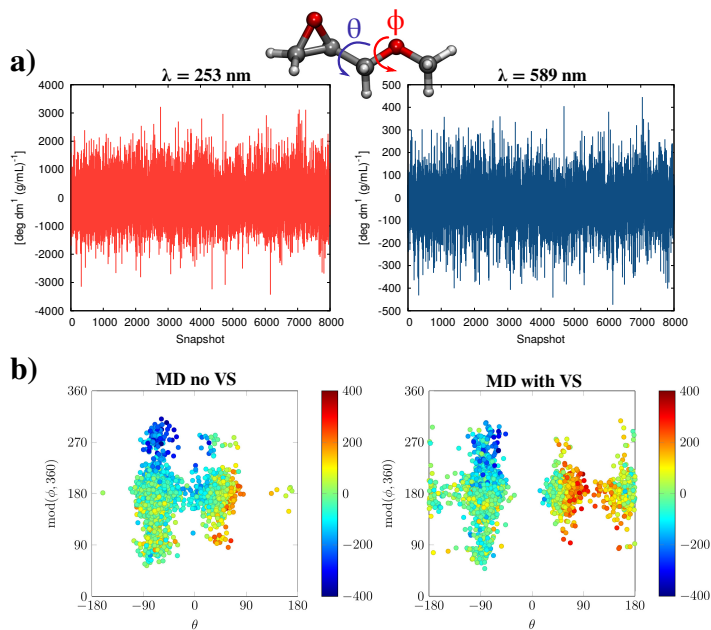 θ ϕ
a)
λ = 253 nm
λ = 589 nm
[deg dm⁻¹ (g/mL)⁻¹]
4000
3000
2000
1000
0
-1000
-2000
-3000
-4000
0 1000 2000 3000 4000 5000 6000 7000 8000
Snapshot
[deg dm¹ (g/mL)⁻¹]
500
400
300
200
100
0
-100
-200
-300
-400
-500
0 1000 2000 3000 4000 5000 6000 7000 8000
Snapshot
b)
MD no VS
MD with VS
mod(ϕ, 360)
360
270
180
90
0
−180 −90 0 90 180
θ
400
200
0
−200
−400
mod(ϕ, 360)
360
270
180
90
0
−180 −90 0 90 180
θ
400
200
0
−200
−400